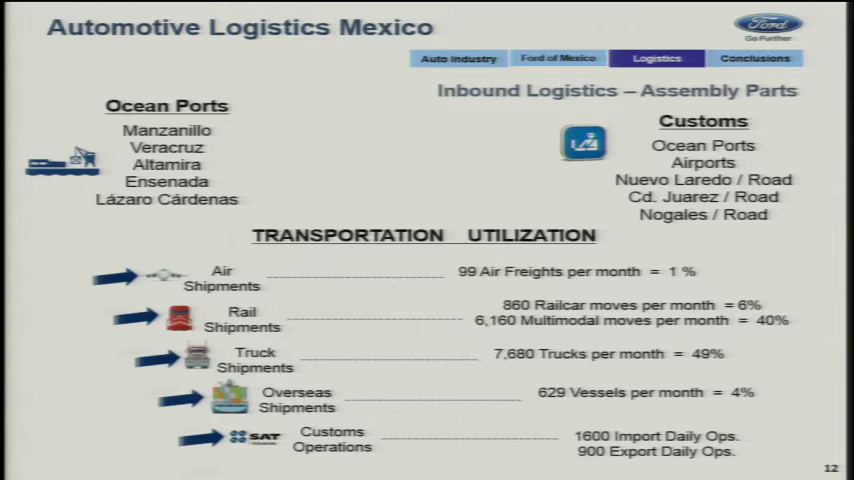 Automotive Logistics Mexico
Ford
Go Further
Auto Industry
Ford of Mexico
Logistics
Conclusions
Inbound Logistics – Assembly Parts
Ocean Ports
Manzanillo
Veracruz
Altamira
Ensenada
Lázaro Cárdenas
Customs
Ocean Ports
Airports
Nuevo Laredo / Road
Cd. Juarez / Road
Nogales / Road
TRANSPORTATION UTILIZATION
Air
Shipments
99 Air Freights per month = 1 %
Rail
Shipments
860 Railcar moves per month = 6%
6,160 Multimodal moves per month = 40%
Truck
Shipments
7,680 Trucks per month = 49%
Overseas
Shipments
629 Vessels per month = 4%
SAT
Customs
Operations
1600 Import Daily Ops.
900 Export Daily Ops.
12